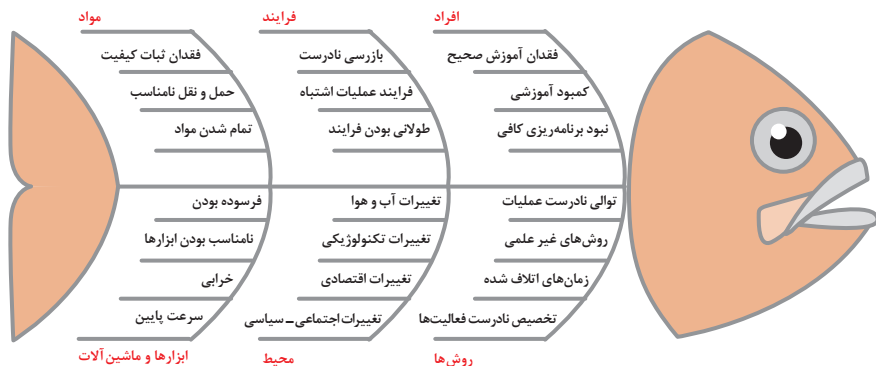 افراد
فقدان آموزش صحیح
کمبود آموزشی
نبود برنامه‌ریزی کافی
فرایند
بازرسی نادرست
فرایند عملیات اشتباه
طولانی بودن فرایند
مواد
فقدان ثبات کیفیت
حمل و نقل نامناسب
تمام شدن مواد
توالی نادرست عملیات
روش‌های غیر علمی
زمان‌های اتلاف شده
تخصیص نادرست فعالیت‌ها
روش‌ها
تغییرات آب و هوا
تغییرات تکنولوژیکی
تغییرات اقتصادی
تغییرات اجتماعی ـ سیاسی
محیط
فرسوده بودن
نامناسب بودن ابزارها
خرابی
سرعت پایین
ابزارها و ماشین‌آلات